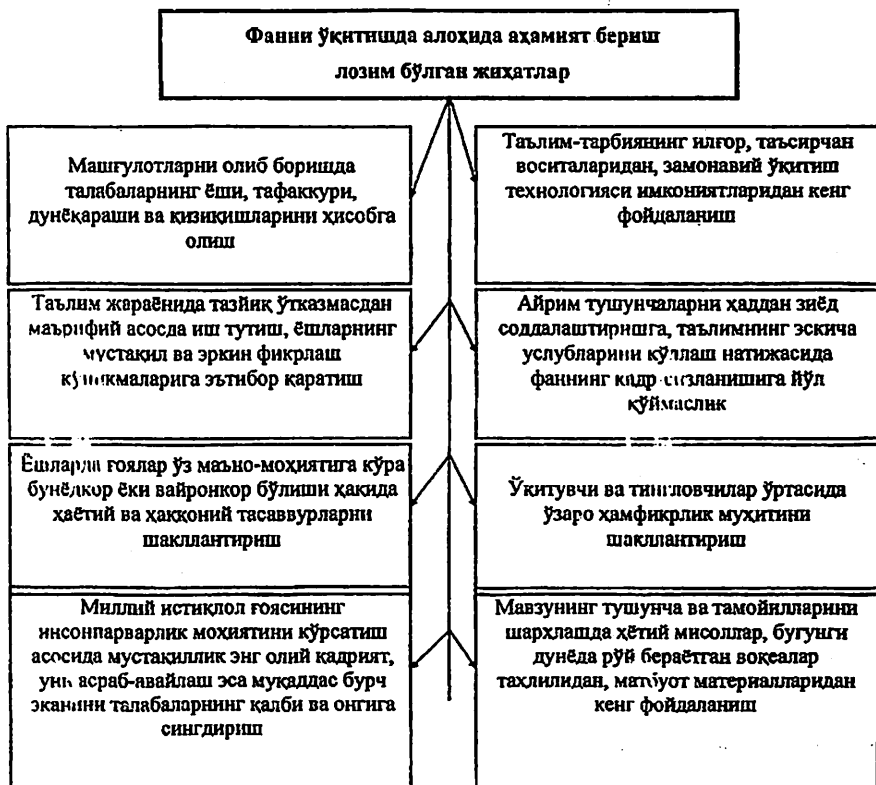 Фанни ўқитишда алоҳида аҳамият бериш
лозим бўлган жиҳатлар
Машғулотларни олиб боришда
талабаларнинг ёши, тафаккури,
дунёқараши ва қизиқишларини ҳисобга
олиш
Таълим-тарбиянинг илғор, таъсирчан
воситаларидан, замонавий ўқитиш
технологияси имкониятларидан кенг
фойдаланиш
Таълим жараёнида тазйиқ ўтказмасдан
маърифий асосда иш тутиш, ёшларнинг
мустақил ва эркин фикрлаш
кўникмаларига эътибор қаратиш
Айрим тушунчаларни ҳаддан зиёд
соддалаштиришга, таълимнинг эскича
услубларини қўллаш натижасида
фаннинг қадрсизланишига йўл
қўймаслик
Ёшларда ғоялар ўз маъно-моҳиятига кўра
бунёдкор ёки вайронкор бўлиши ҳақида
ҳаётий ва ҳаққоний тасаввурларни
шакллантириш
Ўқитувчи ва тингловчилар ўртасида
ўзаро ҳамфикрлик муҳитини
шакллантириш
Миллий истиқлол ғоясининг
инсонпарварлик моҳиятини кўрсатиш
асосида мустақиллик энг олий қадрият,
уни асраб-авайлаш эса муқаддас бурч
эканини талабаларнинг қалби ва онгига
сингдириш
Мавзунинг тушунча ва тамойилларини
шарҳлашда ҳётий мисоллар, бугунги
дунёда рўй бераётган воқеалар
таҳлилидан, матбуот материалларидан
кенг фойдаланиш